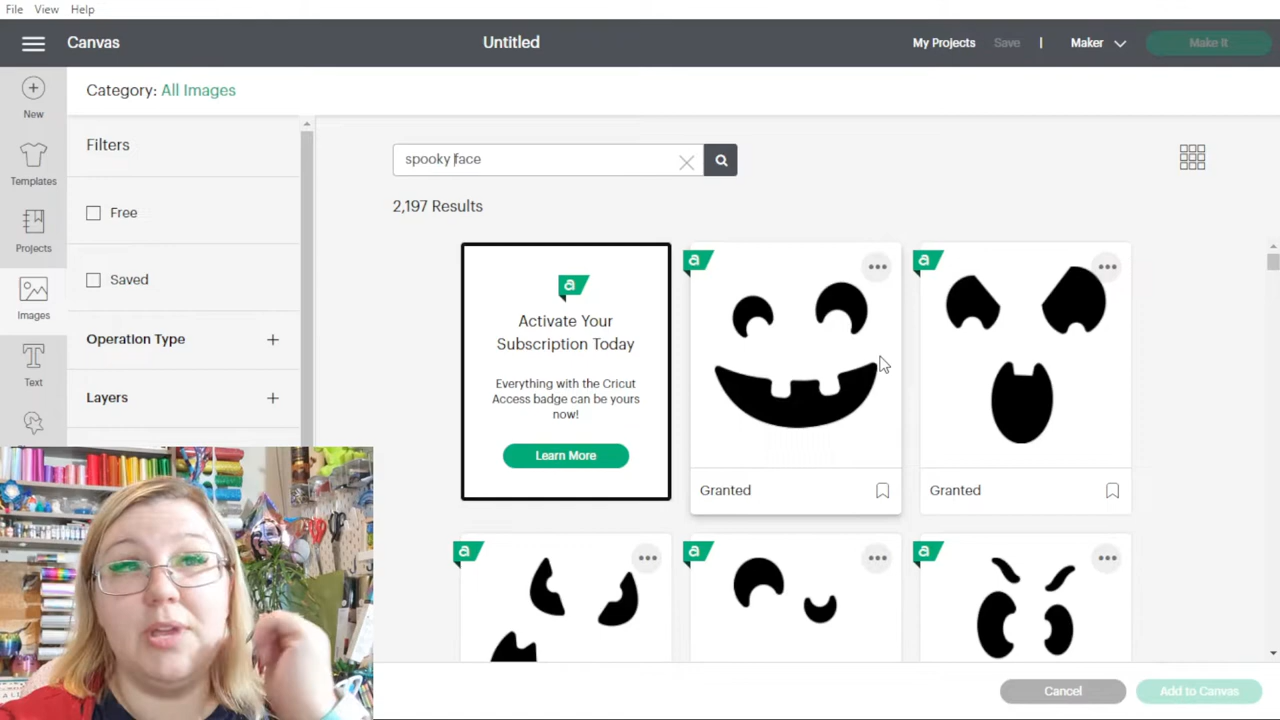 File View Help
Canvas
Untitled
My Projects Save | Maker Make It
New
Templates
Projects
Images
Text
Category: All Images
Filters
Free
Saved
Operation Type +
Layers +
spooky face
2,197 Results
a
Activate Your
Subscription Today
Everything with the Cricut
Access badge can be yours
now!
Learn More
a
Granted
a
Granted
a
a
a
Cancel
Add to Canvas